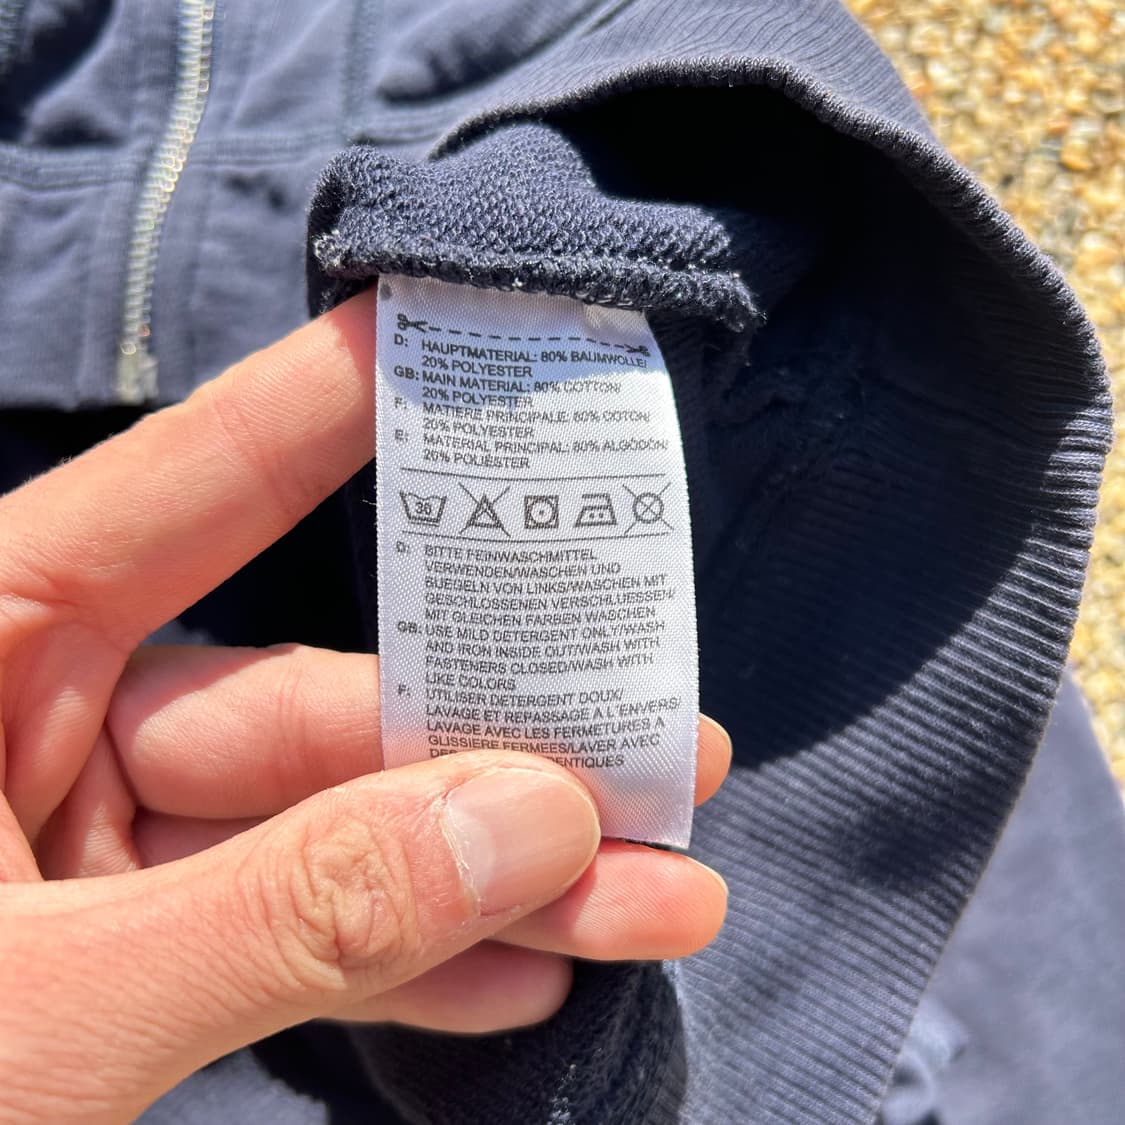 D: HAUPTMATERIAL: 80% BAUMWOLLE/
20% POLYESTER
GB: MAIN MATERIAL: 80% COTTON/
20% POLYESTER
F: MATIERE PRINCIPALE: 80% COTON/
20% POLYESTER
E: MATERIAL PRINCIPAL: 80% ALGODON/
20% POLIESTER
30
D: BITTE FEINWASCHMITTEL
VERWENDEN/WASCHEN UND
BUEGELN VON LINKS/WASCHEN MIT
GESCHLOSSENEN VERSCHLUESSEN/
MIT GLEICHEN FARBEN WASCHEN
GB: USE MILD DETERGENT ONLY/WASH
AND IRON INSIDE OUT/WASH WITH
FASTENERS CLOSED/WASH WITH
LIKE COLORS
F: UTILISER DETERGENT DOUX/
LAVAGE ET REPASSAGE A L'ENVERS/
LAVAGE AVEC LES FERMETURES A
GLISSIERE FERMEES/LAVER AVEC